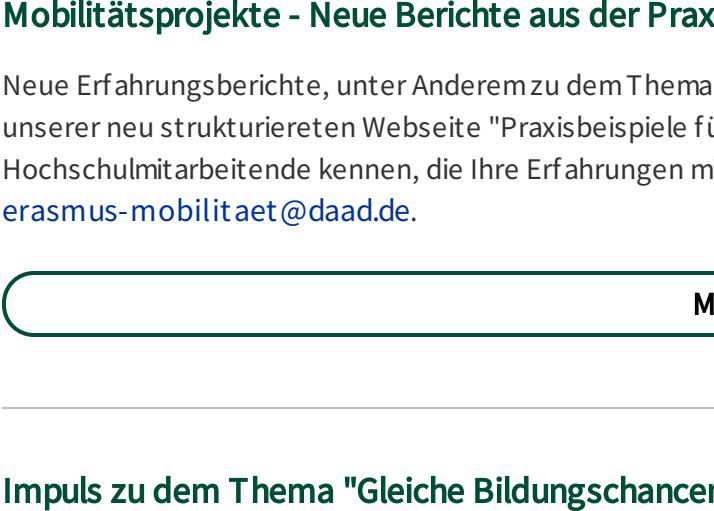 Mobilitätsprojekte - Neue Berichte aus der Prax
Neue Erfahrungsberichte, unter Anderem zu dem Thema
unserer neu strukturiereten Webseite "Praxisbeispiele fü
Hochschulmitarbeitende kennen, die Ihre Erfahrungen m
erasmus-mobilitaet@daad.de.
M
Impuls zu dem Thema "Gleiche Bildungschancen